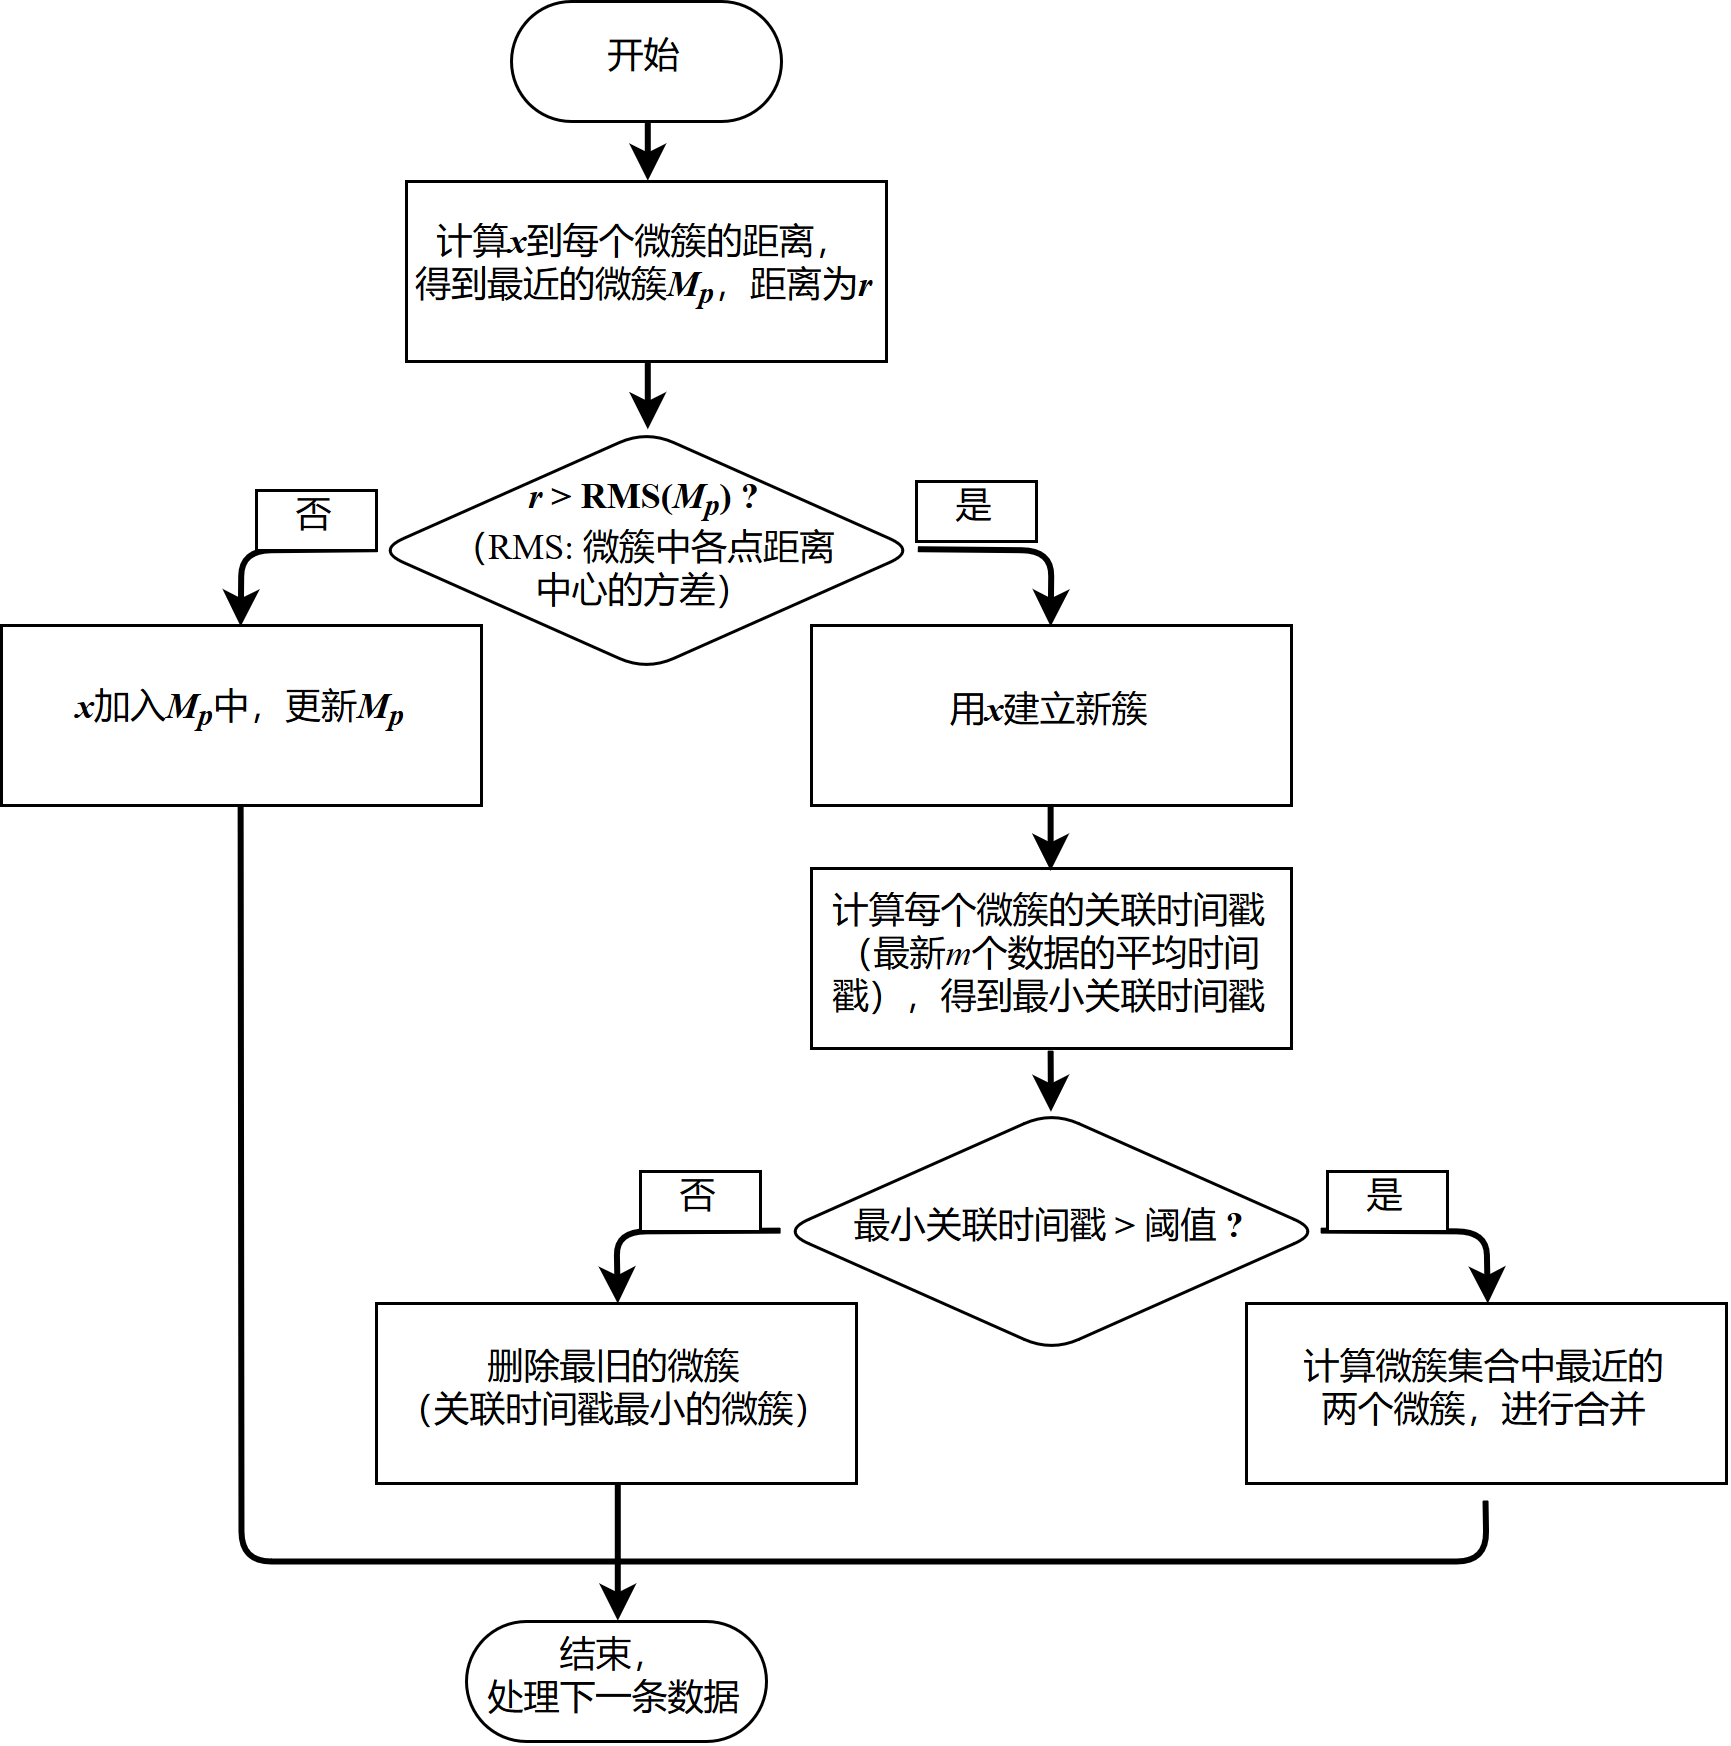 开始
计算x到每个微簇的距离，
得到最近的微簇Mp，距离为r
r > RMS(Mp) ?
（RMS: 微簇中各点距离
中心的方差）
否
是
x加入Mp中，更新Mp
用x建立新簇
计算每个微簇的关联时间戳
（最新m个数据的平均时间
戳），得到最小关联时间戳
最小关联时间戳 > 阈值 ?
否
是
删除最旧的微簇
（关联时间戳最小的微簇）
计算微簇集合中最近的
两个微簇，进行合并
结束，
处理下一条数据